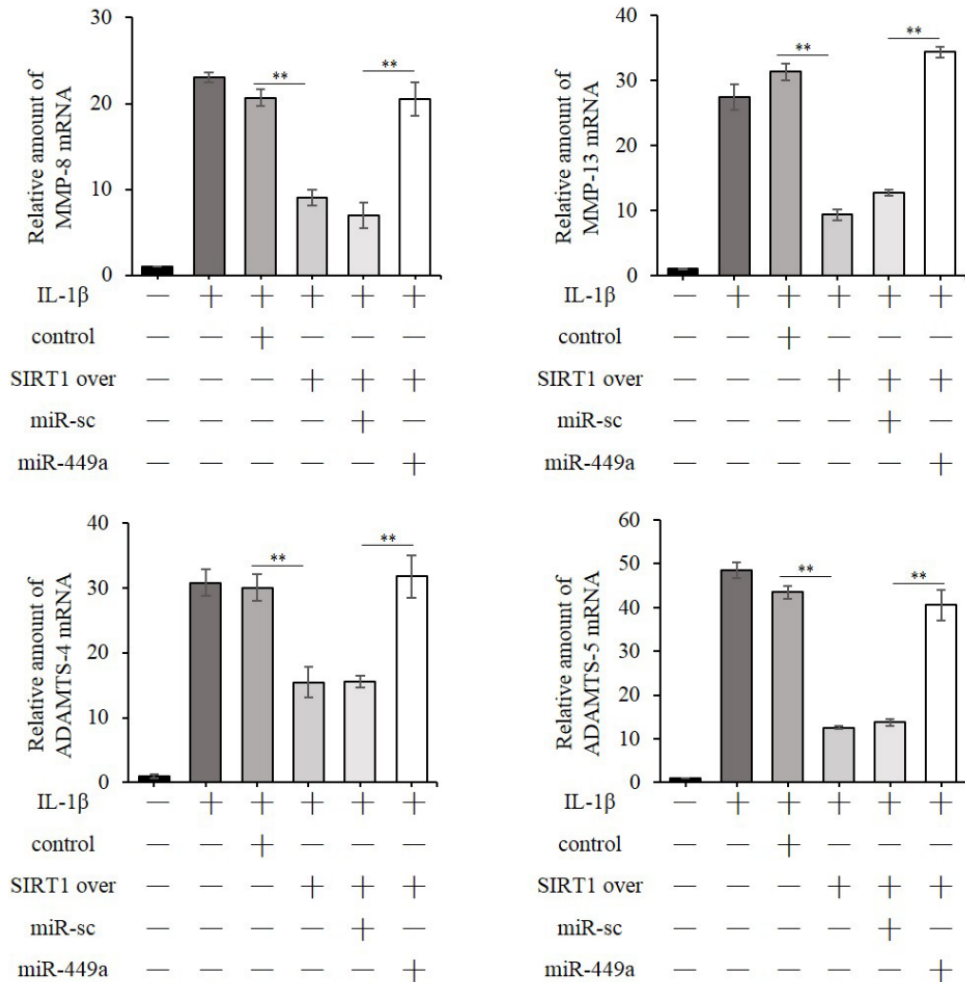 Relative amount of
MMP-8 mRNA
30
20
10
0
**
**
IL-1β — + + + + +
control — — + — — —
SIRT1 over — — — + + +
miR-sc — — — — + —
miR-449a — — — — — +
Relative amount of
MMP-13 mRNA
40
30
20
10
0
**
**
IL-1β — + + + + +
control — — + — — —
SIRT1 over — — — + + +
miR-sc — — — — + —
miR-449a — — — — — +
Relative amount of
ADAMTS-4 mRNA
40
30
20
10
0
**
**
IL-1β — + + + + +
control — — + — — —
SIRT1 over — — — + + +
miR-sc — — — — + —
miR-449a — — — — — +
Relative amount of
ADAMTS-5 mRNA
60
50
40
30
20
10
0
**
**
IL-1β — + + + + +
control — — + — — —
SIRT1 over — — — + + +
miR-sc — — — — + —
miR-449a — — — — — +